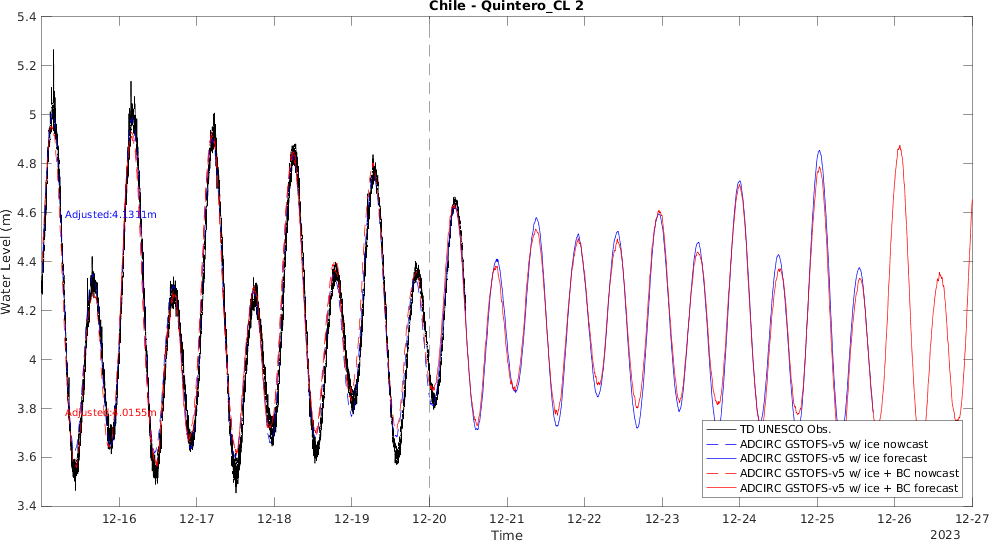 Chile - Quintero_CL 2
5.4
5.2
5
4.8
4.6
4.4
4.2
4
3.8
3.6
3.4
Water Level (m)
Adjusted:4.1311m
Adjusted:4.0155m
TD UNESCO Obs.
ADCIRC GSTOFS-v5 w/ ice nowcast
ADCIRC GSTOFS-v5 w/ ice forecast
ADCIRC GSTOFS-v5 w/ ice + BC nowcast
ADCIRC GSTOFS-v5 w/ ice + BC forecast
12-16 12-17 12-18 12-19 12-20 12-21 12-22 12-23 12-24 12-25 12-26 12-27
Time
2023